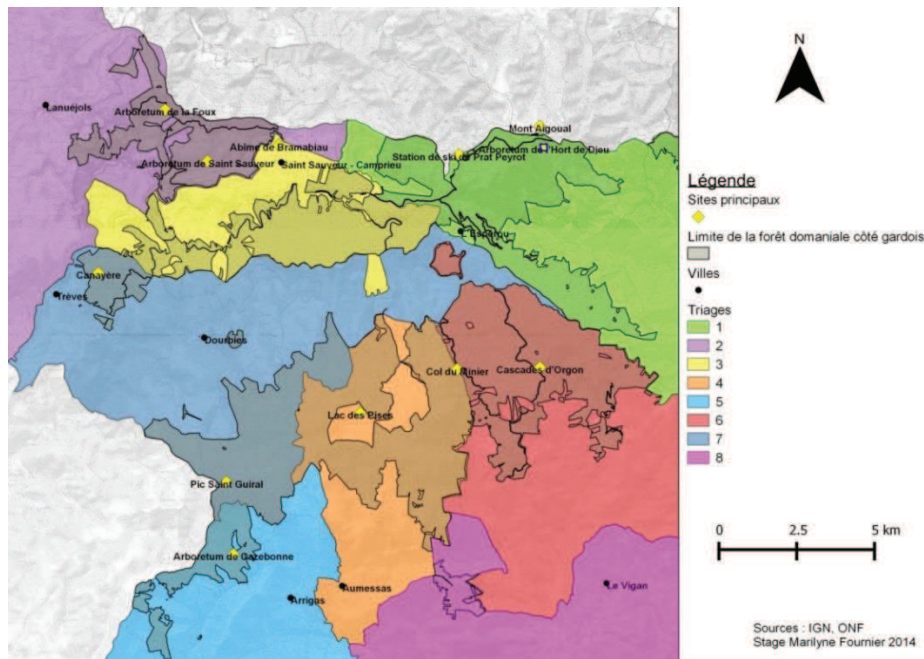 Lanuejols
Arboretum de la Foux
Mont Aigoual
Abîme de Bramabiau
Arboretum de l'Hort de Dieu
Station de ski de Prat Peyrot
Arboretum de Saint Sauveur
Saint Sauveur - Camprieu
L'Esperou
Canayère
Trèves
Dourbies
Col du Minier
Cascades d'Orgon
Lac des Pises
Pic Saint Guiral
Arboretum de Cazebonne
Aumessas
Arrigas
Le Vigan
N
Légende
Sites principaux
Limite de la forêt domaniale côté gardois
Villes
Triages
1
2
3
4
5
6
7
8
0 2.5 5 km
Sources : IGN, ONF
Stage Marilyne Fournier 2014